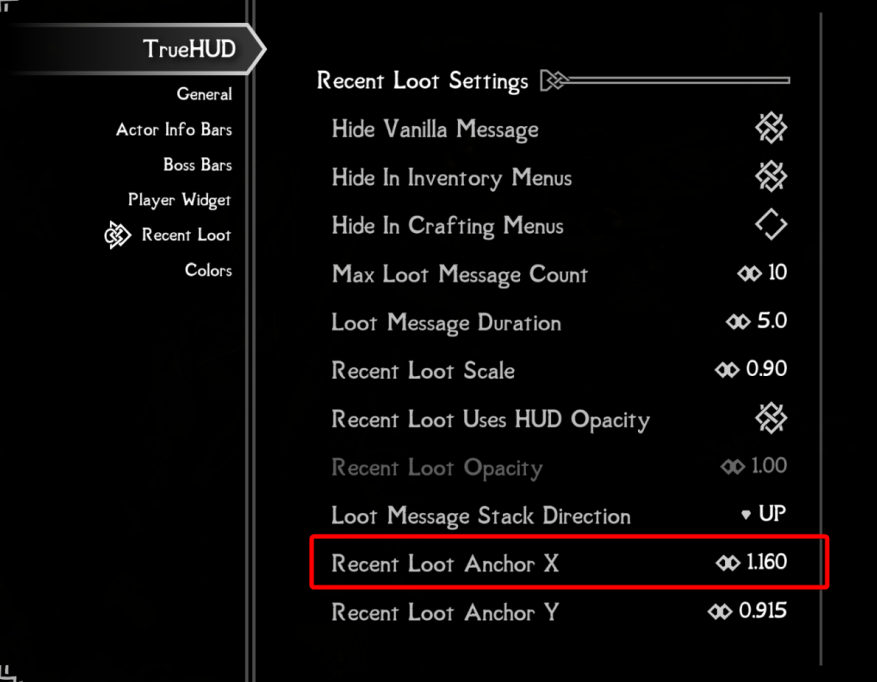 TrueHUD
General
Actor Info Bars
Boss Bars
Player Widget
Recent Loot
Colors
Recent Loot Settings
Hide Vanilla Message
Hide In Inventory Menus
Hide In Crafting Menus
Max Loot Message Count 10
Loot Message Duration 5.0
Recent Loot Scale 0.90
Recent Loot Uses HUD Opacity
Recent Loot Opacity 1.00
Loot Message Stack Direction UP
Recent Loot Anchor X 1.160
Recent Loot Anchor Y 0.915